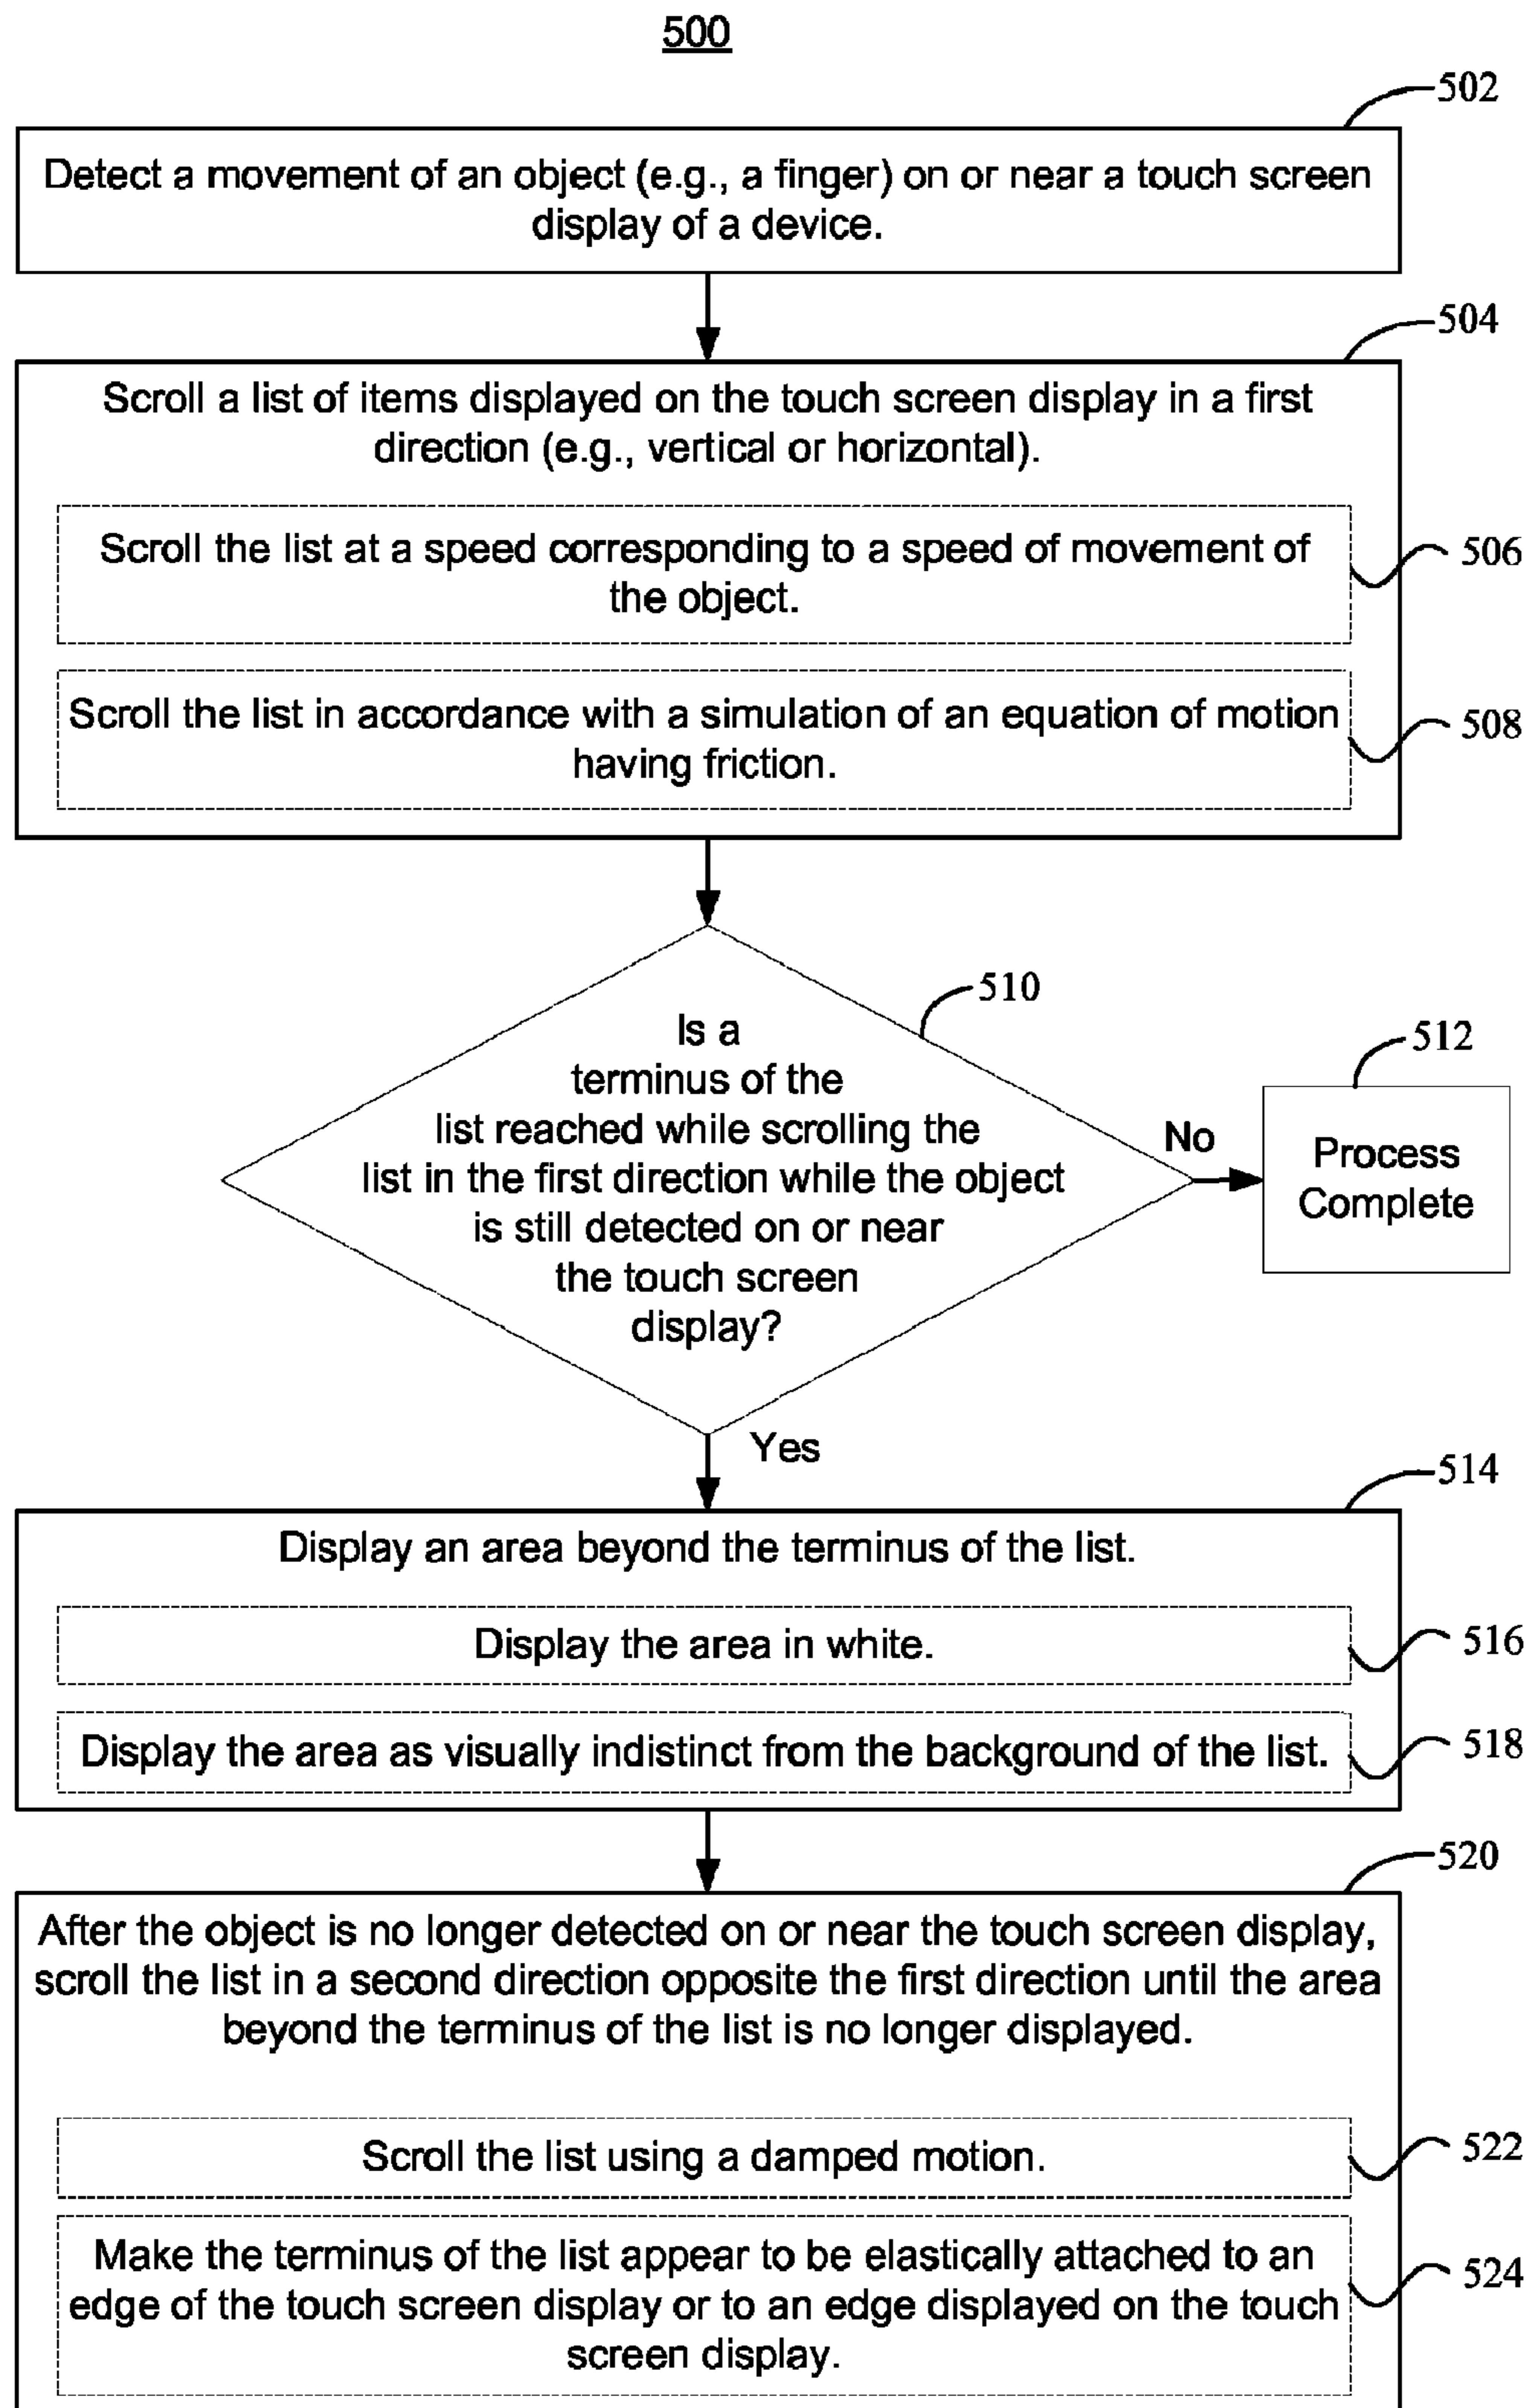 500
502
Detect a movement of an object (e.g., a finger) on or near a touch screen
display of a device.
504
Scroll a list of items displayed on the touch screen display in a first
direction (e.g., vertical or horizontal).
Scroll the list at a speed corresponding to a speed of movement of
the object.
506
Scroll the list in accordance with a simulation of an equation of motion
having friction.
508
510
Is a
terminus of the
list reached while scrolling the
list in the first direction while the object
is still detected on or near
the touch screen
display?
No
512
Process
Complete
Yes
514
Display an area beyond the terminus of the list.
Display the area in white.
516
Display the area as visually indistinct from the background of the list.
518
520
After the object is no longer detected on or near the touch screen display,
scroll the list in a second direction opposite the first direction until the area
beyond the terminus of the list is no longer displayed.
Scroll the list using a damped motion.
522
Make the terminus of the list appear to be elastically attached to an
edge of the touch screen display or to an edge displayed on the touch
screen display.
524